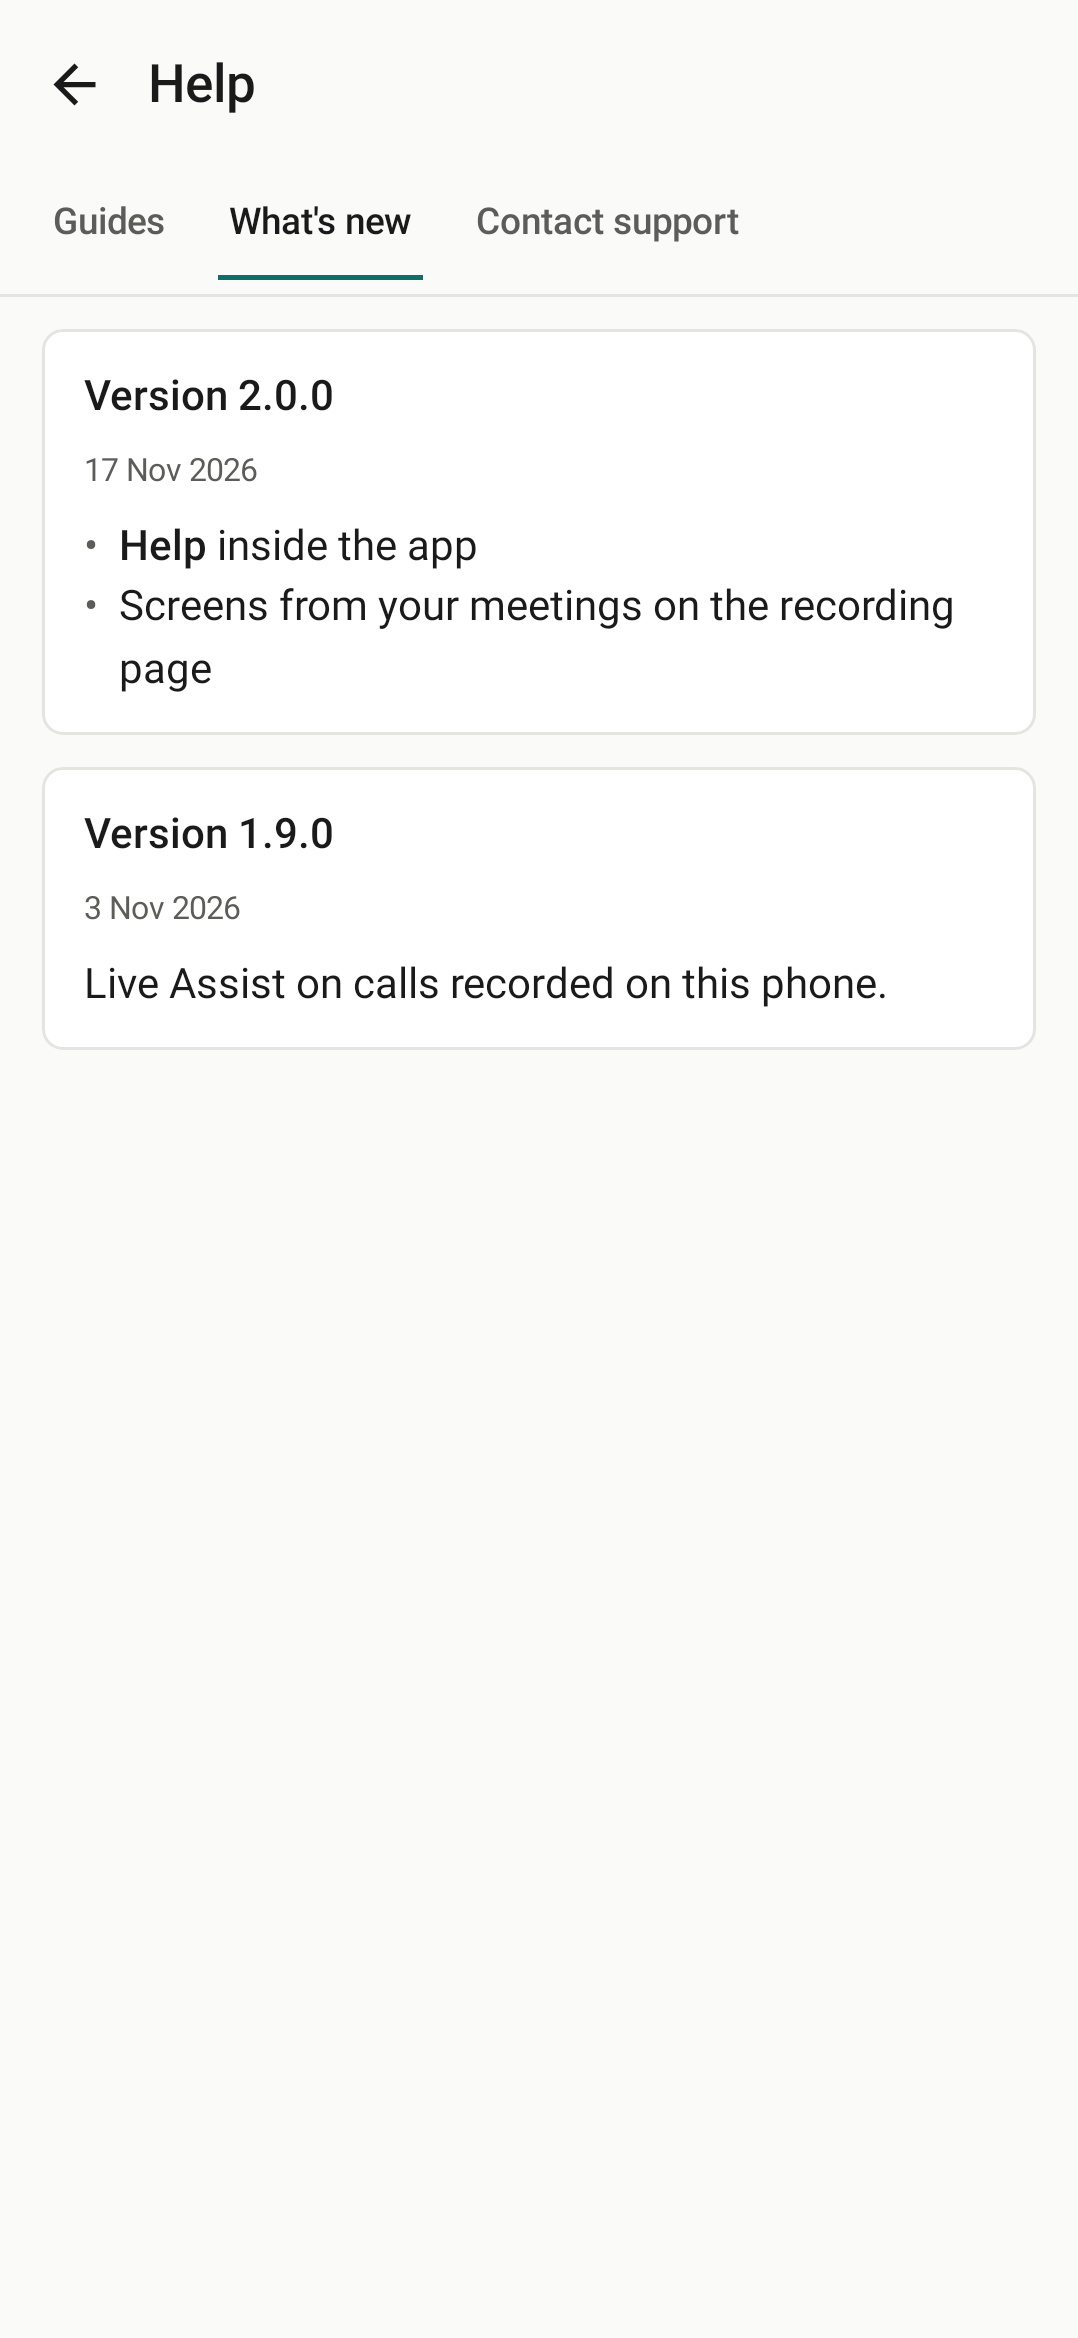 Help
Guides
What's new
Contact support
Version 2.0.0
17 Nov 2026
• Help inside the app
• Screens from your meetings on the recording
page
Version 1.9.0
3 Nov 2026
Live Assist on calls recorded on this phone.